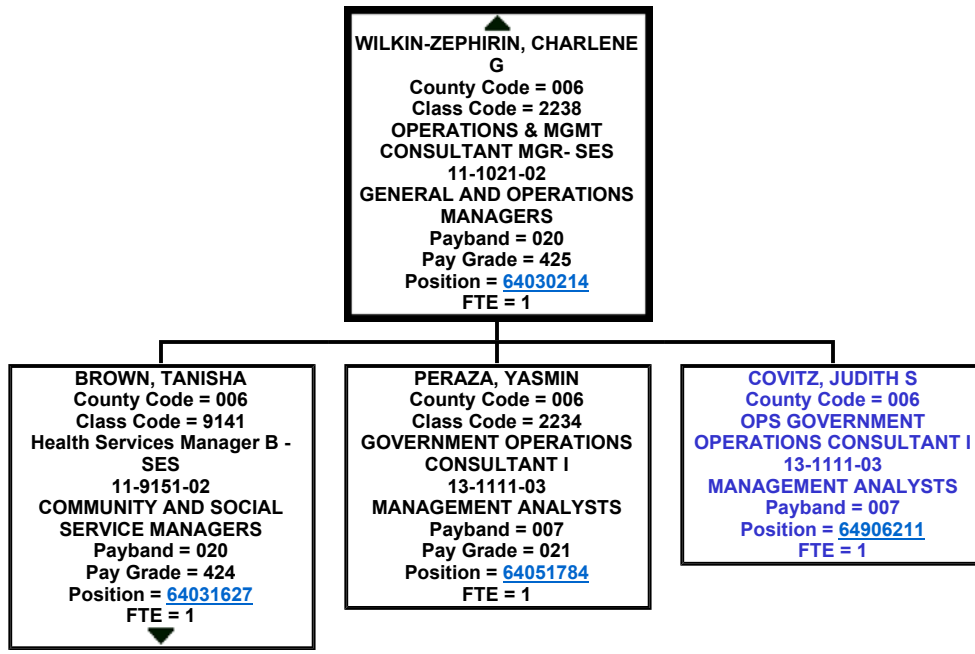 WILKIN-ZEPHIRIN, CHARLENE
G
County Code = 006
Class Code = 2238
OPERATIONS & MGMT
CONSULTANT MGR- SES
11-1021-02
GENERAL AND OPERATIONS
MANAGERS
Payband = 020
Pay Grade = 425
Position = 64030214
FTE = 1
BROWN, TANISHA
County Code = 006
Class Code = 9141
Health Services Manager B -
SES
11-9151-02
COMMUNITY AND SOCIAL
SERVICE MANAGERS
Payband = 020
Pay Grade = 424
Position = 64031627
FTE = 1
PERAZA, YASMIN
County Code = 006
Class Code = 2234
GOVERNMENT OPERATIONS
CONSULTANT I
13-1111-03
MANAGEMENT ANALYSTS
Payband = 007
Pay Grade = 021
Position = 64051784
FTE = 1
COVITZ, JUDITH S
County Code = 006
OPS GOVERNMENT
OPERATIONS CONSULTANT I
13-1111-03
MANAGEMENT ANALYSTS
Payband = 007
Position = 64906211
FTE = 1